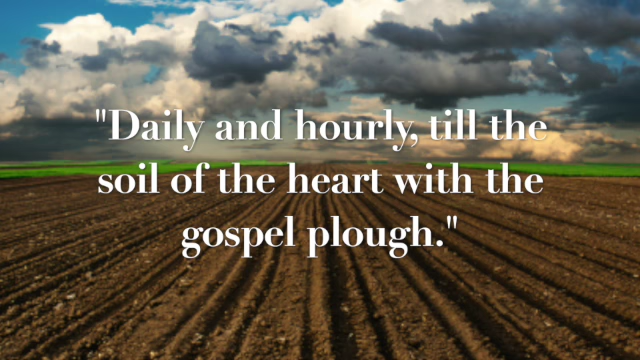 "Daily and hourly, till the
soil of the heart with the
gospel plough."